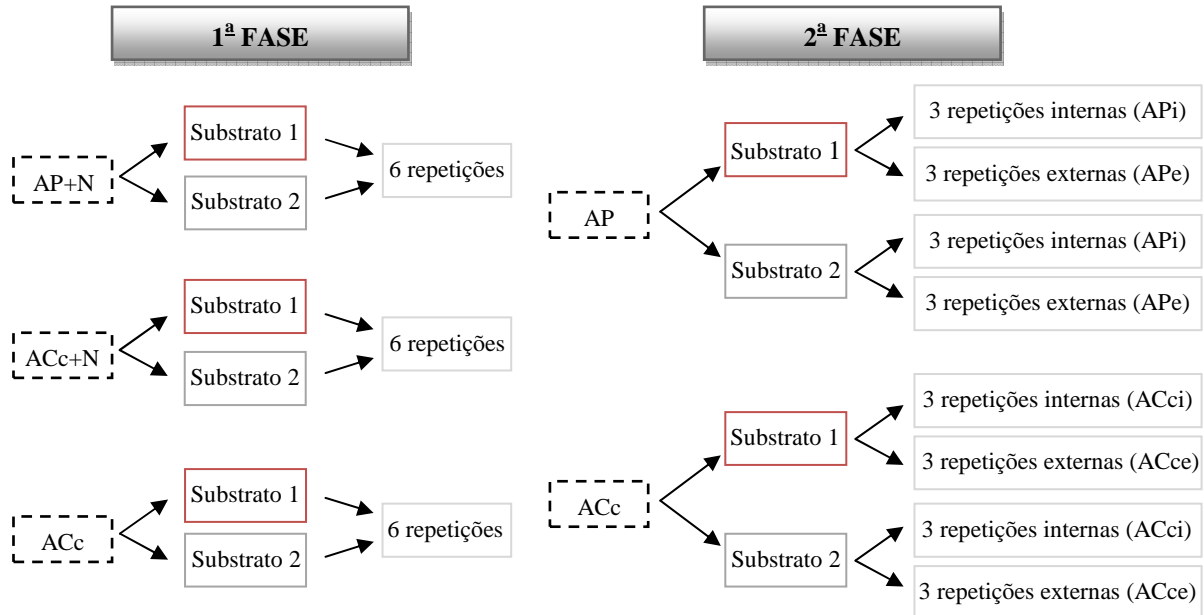 1ª FASE
AP+N
Substrato 1
Substrato 2
6 repetições
ACc+N
Substrato 1
Substrato 2
6 repetições
ACc
Substrato 1
Substrato 2
6 repetições
2ª FASE
AP
Substrato 1
3 repetições internas (APi)
3 repetições externas (APe)
Substrato 2
3 repetições internas (APi)
3 repetições externas (APe)
ACc
Substrato 1
3 repetições internas (ACci)
3 repetições externas (ACce)
Substrato 2
3 repetições internas (ACci)
3 repetições externas (ACce)